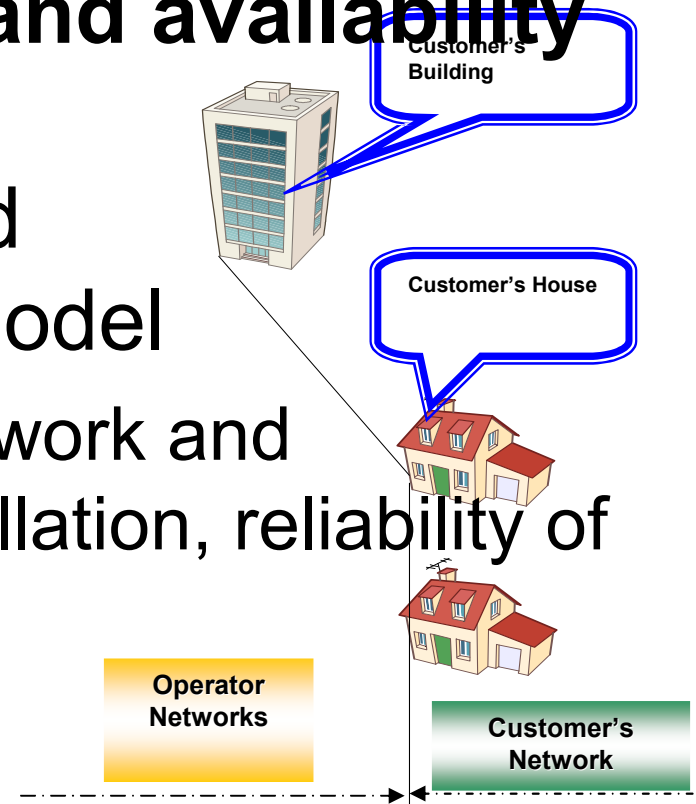 and availability
Customer's
Building
d
odel
Customer's House
work and
llation, reliability of
Operator
Networks
Customer's
Network